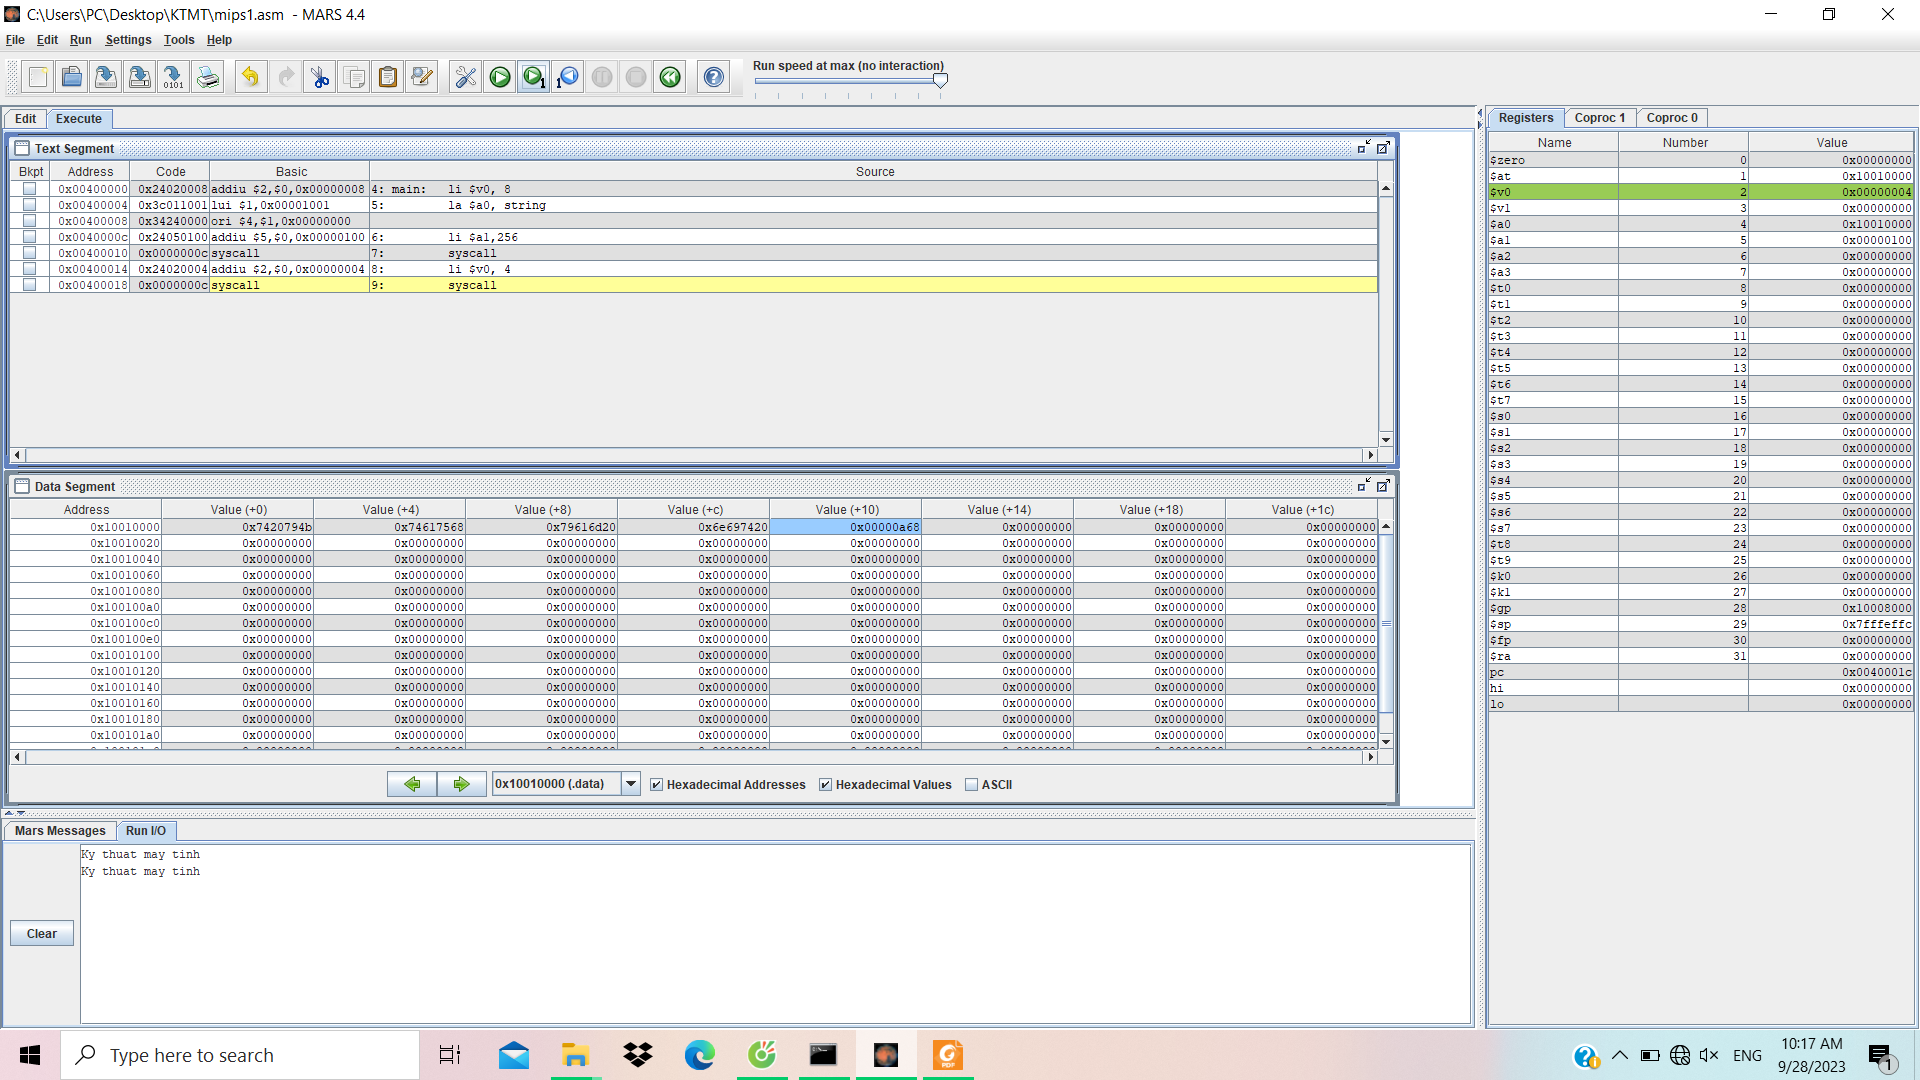 C:\Users\PC\Desktop\KTMT\mips1.asm - MARS 4.4
File Edit Run Settings Tools Help
Run speed at max (no interaction)
Edit Execute
Text Segment
Bkpt Address Code Basic Source
0x00400000 0x24020008 addiu $2,$0,0x00000008 4: main: li $v0, 8
0x00400004 0x3c011001 lui $1,0x00001001 5: la $a0, string
0x00400008 0x34240000 ori $4,$1,0x00000000
0x0040000c 0x24050100 addiu $5,$0,0x00000100 6: li $a1,256
0x00400010 0x0000000c syscall 7: syscall
0x00400014 0x24020004 addiu $2,$0,0x00000004 8: li $v0, 4
0x00400018 0x0000000c syscall 9: syscall
Data Segment
Address Value (+0) Value (+4) Value (+8) Value (+c) Value (+10) Value (+14) Value (+18) Value (+1c)
0x10010000 0x7420794b 0x74617568 0x79616d20 0x6e697420 0x00000a68 0x00000000 0x00000000 0x00000000
0x10010020 0x00000000 0x00000000 0x00000000 0x00000000 0x00000000 0x00000000 0x00000000 0x00000000
0x10010040 0x00000000 0x00000000 0x00000000 0x00000000 0x00000000 0x00000000 0x00000000 0x00000000
0x10010060 0x00000000 0x00000000 0x00000000 0x00000000 0x00000000 0x00000000 0x00000000 0x00000000
0x10010080 0x00000000 0x00000000 0x00000000 0x00000000 0x00000000 0x00000000 0x00000000 0x00000000
0x100100a0 0x00000000 0x00000000 0x00000000 0x00000000 0x00000000 0x00000000 0x00000000 0x00000000
0x100100c0 0x00000000 0x00000000 0x00000000 0x00000000 0x00000000 0x00000000 0x00000000 0x00000000
0x100100e0 0x00000000 0x00000000 0x00000000 0x00000000 0x00000000 0x00000000 0x00000000 0x00000000
0x10010100 0x00000000 0x00000000 0x00000000 0x00000000 0x00000000 0x00000000 0x00000000 0x00000000
0x10010120 0x00000000 0x00000000 0x00000000 0x00000000 0x00000000 0x00000000 0x00000000 0x00000000
0x10010140 0x00000000 0x00000000 0x00000000 0x00000000 0x00000000 0x00000000 0x00000000 0x00000000
0x10010160 0x00000000 0x00000000 0x00000000 0x00000000 0x00000000 0x00000000 0x00000000 0x00000000
0x10010180 0x00000000 0x00000000 0x00000000 0x00000000 0x00000000 0x00000000 0x00000000 0x00000000
0x100101a0 0x00000000 0x00000000 0x00000000 0x00000000 0x00000000 0x00000000 0x00000000 0x00000000
0x10010000 (.data) Hexadecimal Addresses Hexadecimal Values ASCII
Mars Messages Run I/O
Ky thuat may tinh
Ky thuat may tinh
Clear
Registers Coproc 1 Coproc 0
Name Number Value
$zero 0 0x00000000
$at 1 0x10010000
$v0 2 0x00000004
$v1 3 0x00000000
$a0 4 0x10010000
$a1 5 0x00000100
$a2 6 0x00000000
$a3 7 0x00000000
$t0 8 0x00000000
$t1 9 0x00000000
$t2 10 0x00000000
$t3 11 0x00000000
$t4 12 0x00000000
$t5 13 0x00000000
$t6 14 0x00000000
$t7 15 0x00000000
$s0 16 0x00000000
$s1 17 0x00000000
$s2 18 0x00000000
$s3 19 0x00000000
$s4 20 0x00000000
$s5 21 0x00000000
$s6 22 0x00000000
$s7 23 0x00000000
$t8 24 0x00000000
$t9 25 0x00000000
$k0 26 0x00000000
$k1 27 0x00000000
$gp 28 0x10008000
$sp 29 0x7fffeffc
$fp 30 0x00000000
$ra 31 0x00000000
pc 0x0040001c
hi 0x00000000
lo 0x00000000
Type here to search
ENG
10:17 AM
9/28/2023
1